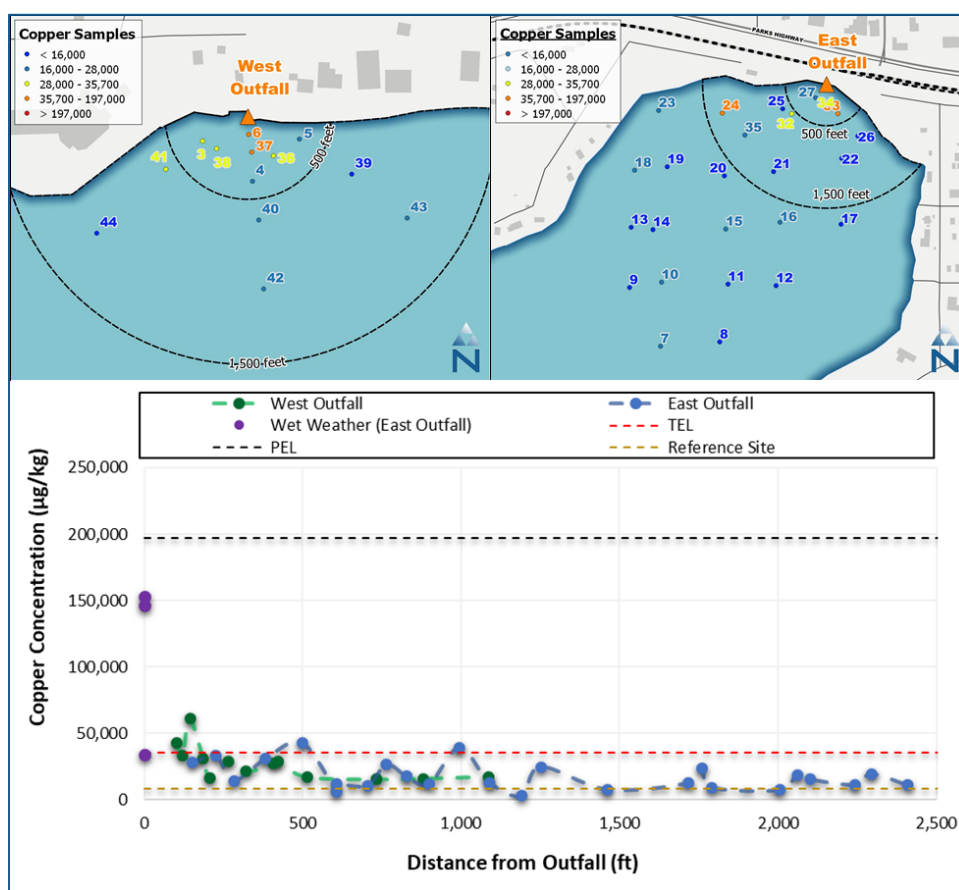 Copper Samples
< 16,000
16,000 - 28,000
28,000 - 35,700
35,700 - 197,000
> 197,000
West
Outfall
6
5
3
38
37
36
41
4
39
500 feet
40
43
44
42
1,500 feet
N
Copper Samples
< 16,000
16,000 - 28,000
28,000 - 35,700
35,700 - 197,000
> 197,000
PARKS HIGHWAY
East
Outfall
23
24
25
27
32
500 feet
35
26
18
19
20
21
22
1,500 feet
13
14
15
16
17
9
10
11
12
7
8
N
West Outfall
East Outfall
Wet Weather (East Outfall)
TEL
PEL
Reference Site
Copper Concentration (µg/kg)
250,000
200,000
150,000
100,000
50,000
0
0
500
1,000
1,500
2,000
2,500
Distance from Outfall (ft)